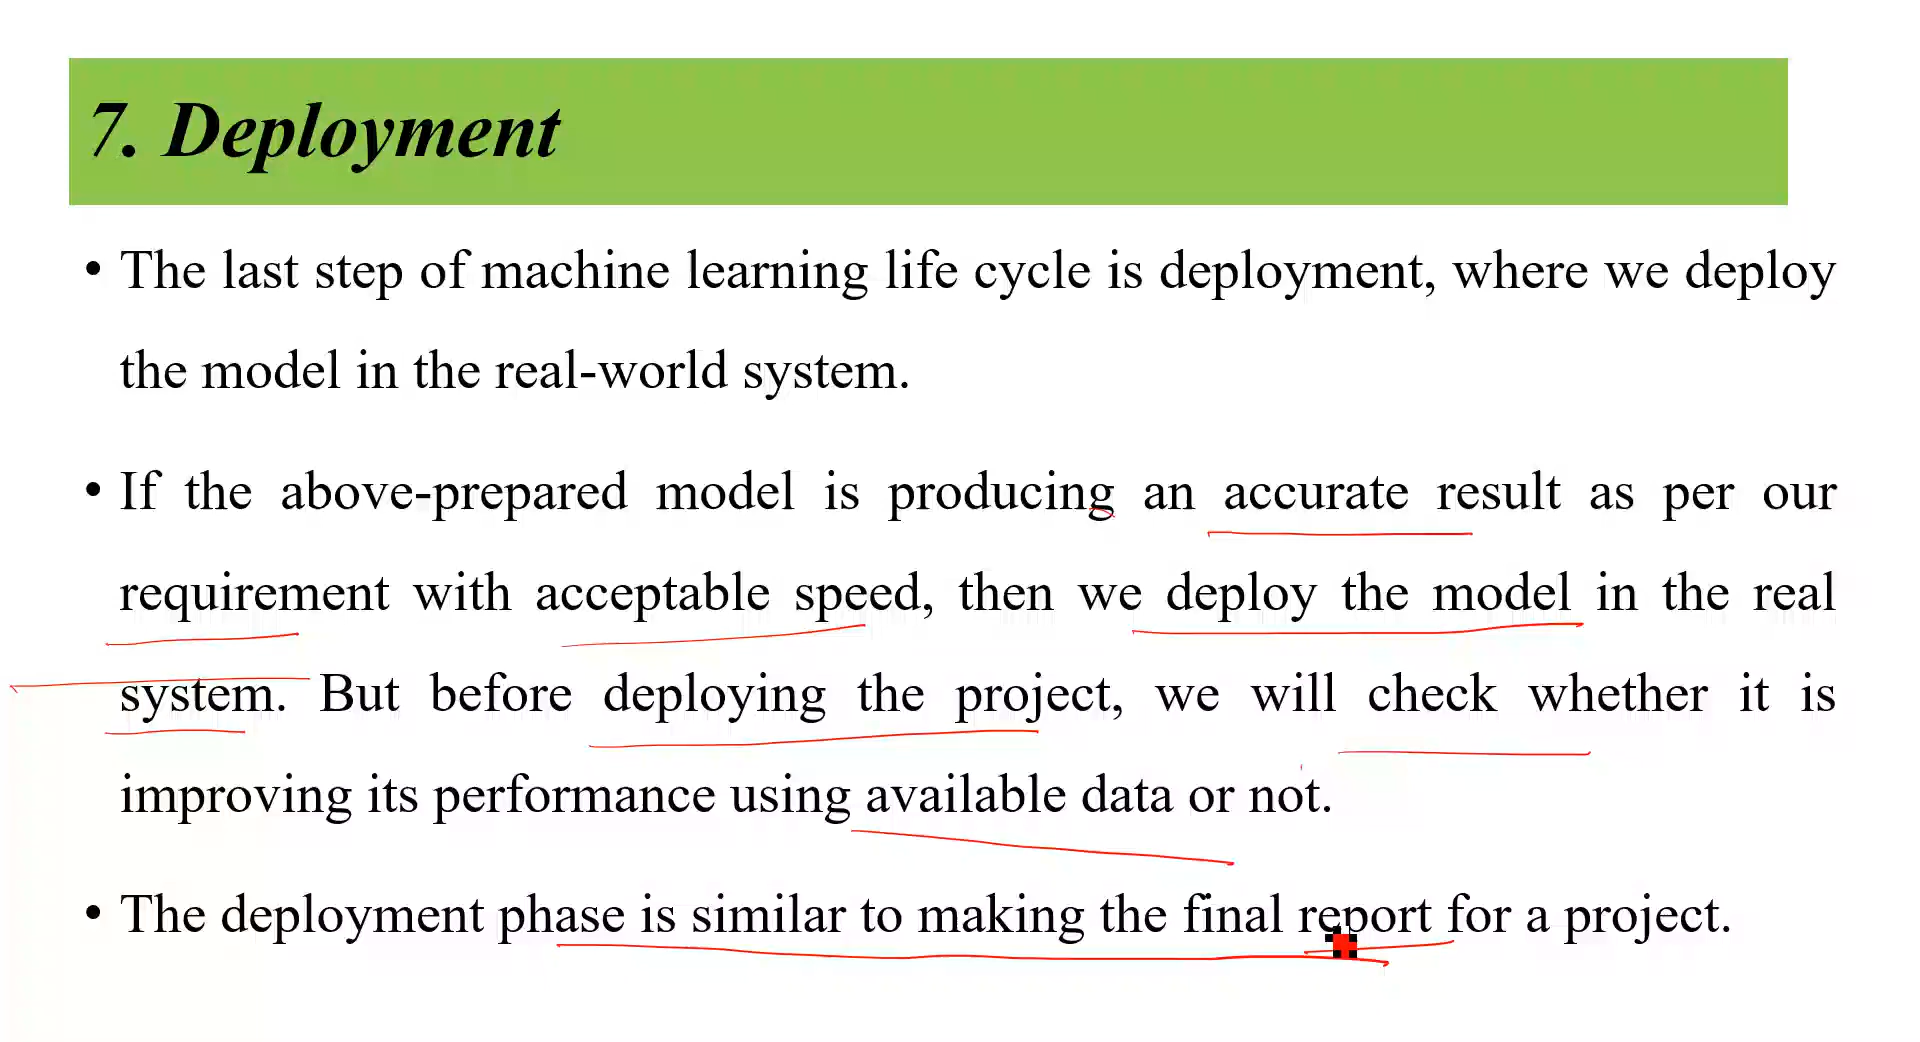 7. Deployment
• The last step of machine learning life cycle is deployment, where we deploy
the model in the real-world system.
• If the above-prepared model is producing an accurate result as per our
requirement with acceptable speed, then we deploy the model in the real
system. But before deploying the project, we will check whether it is
improving its performance using available data or not.
• The deployment phase is similar to making the final report for a project.